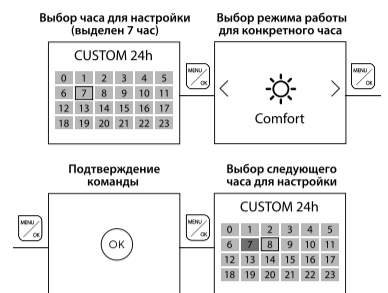 Выбор часа для настройки
(выделен 7 час)
CUSTOM 24h
0 1 2 3 4 5
6 7 8 9 10 11
12 13 14 15 16 17
18 19 20 21 22 23
MENU/OK
Выбор режима работы
для конкретного часа
< >
Comfort
MENU/OK
MENU/OK
Подтверждение
команды
OK
MENU/OK
Выбор следующего
часа для настройки
CUSTOM 24h
0 1 2 3 4 5
6 7 8 9 10 11
12 13 14 15 16 17
18 19 20 21 22 23